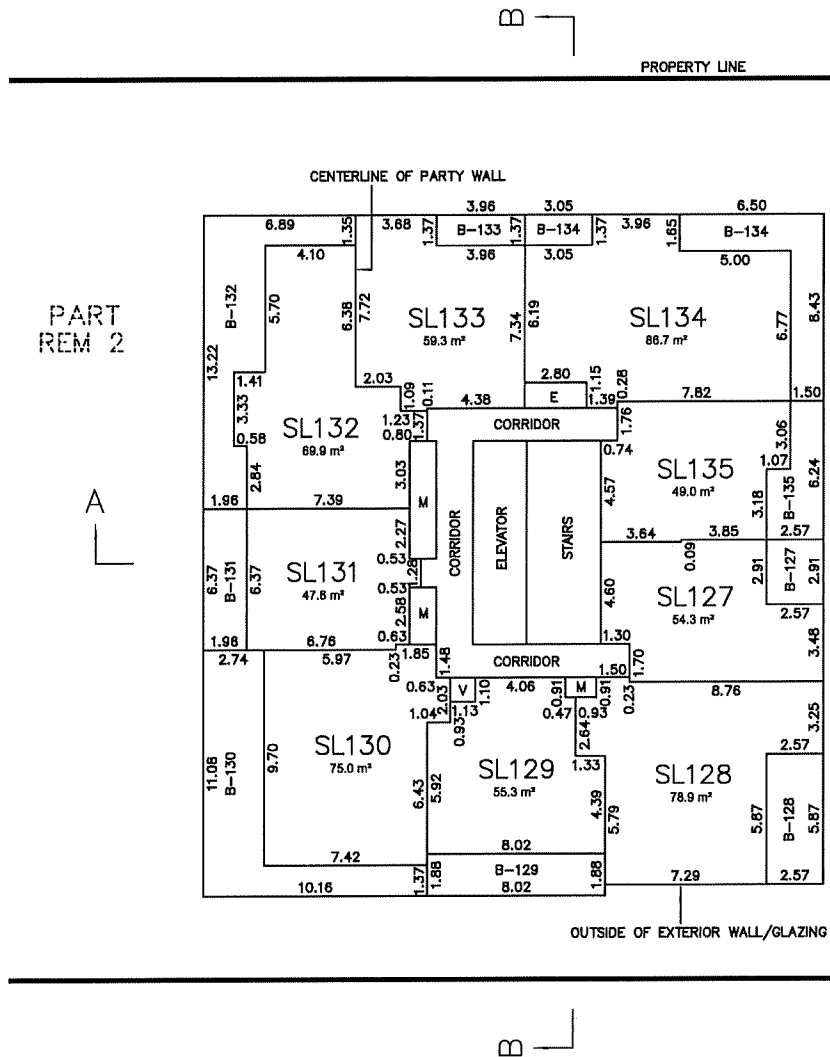 B
PROPERTY LINE
CENTERLINE OF PARTY WALL
3.96
3.05
6.50
6.89
1.35
3.68
1.37
B-133
1.37
B-134
1.37
3.96
1.65
B-134
4.10
3.96
3.05
5.00
PART
REM 2
B-132
13.22
5.70
6.38
7.72
SL133
59.3 m²
7.34
6.19
SL134
86.7 m²
6.77
8.43
1.41
2.03
1.09
0.11
4.38
2.80
E
1.15
1.39
0.28
7.82
1.50
3.33
0.58
2.84
SL132
69.9 m²
1.23
0.80
1.37
CORRIDOR
1.76
0.74
3.06
1.07
6.24
3.03
M
SL135
49.0 m²
4.57
3.18
B-135
A
1.96
7.39
2.27
CORRIDOR
ELEVATOR
STAIRS
3.64
3.85
0.09
2.57
6.37
B-131
6.37
SL131
47.8 m²
0.53
1.28
0.53
2.58
M
0.63
4.60
SL127
54.3 m²
2.91
B-127
2.91
2.57
3.48
1.96
6.76
2.74
5.97
0.23
1.85
1.48
CORRIDOR
1.30
1.50
1.70
0.63
V
1.10
4.06
0.91
M
0.91
0.23
8.76
2.03
1.04
0.93
1.13
0.47
0.93
2.64
1.33
3.25
2.57
11.08
B-130
9.70
SL130
75.0 m²
6.43
5.92
SL129
55.3 m²
4.39
5.79
SL128
78.9 m²
5.87
B-128
5.87
7.42
8.02
10.16
1.37
1.88
B-129
8.02
1.88
7.29
2.57
OUTSIDE OF EXTERIOR WALL/GLAZING
B